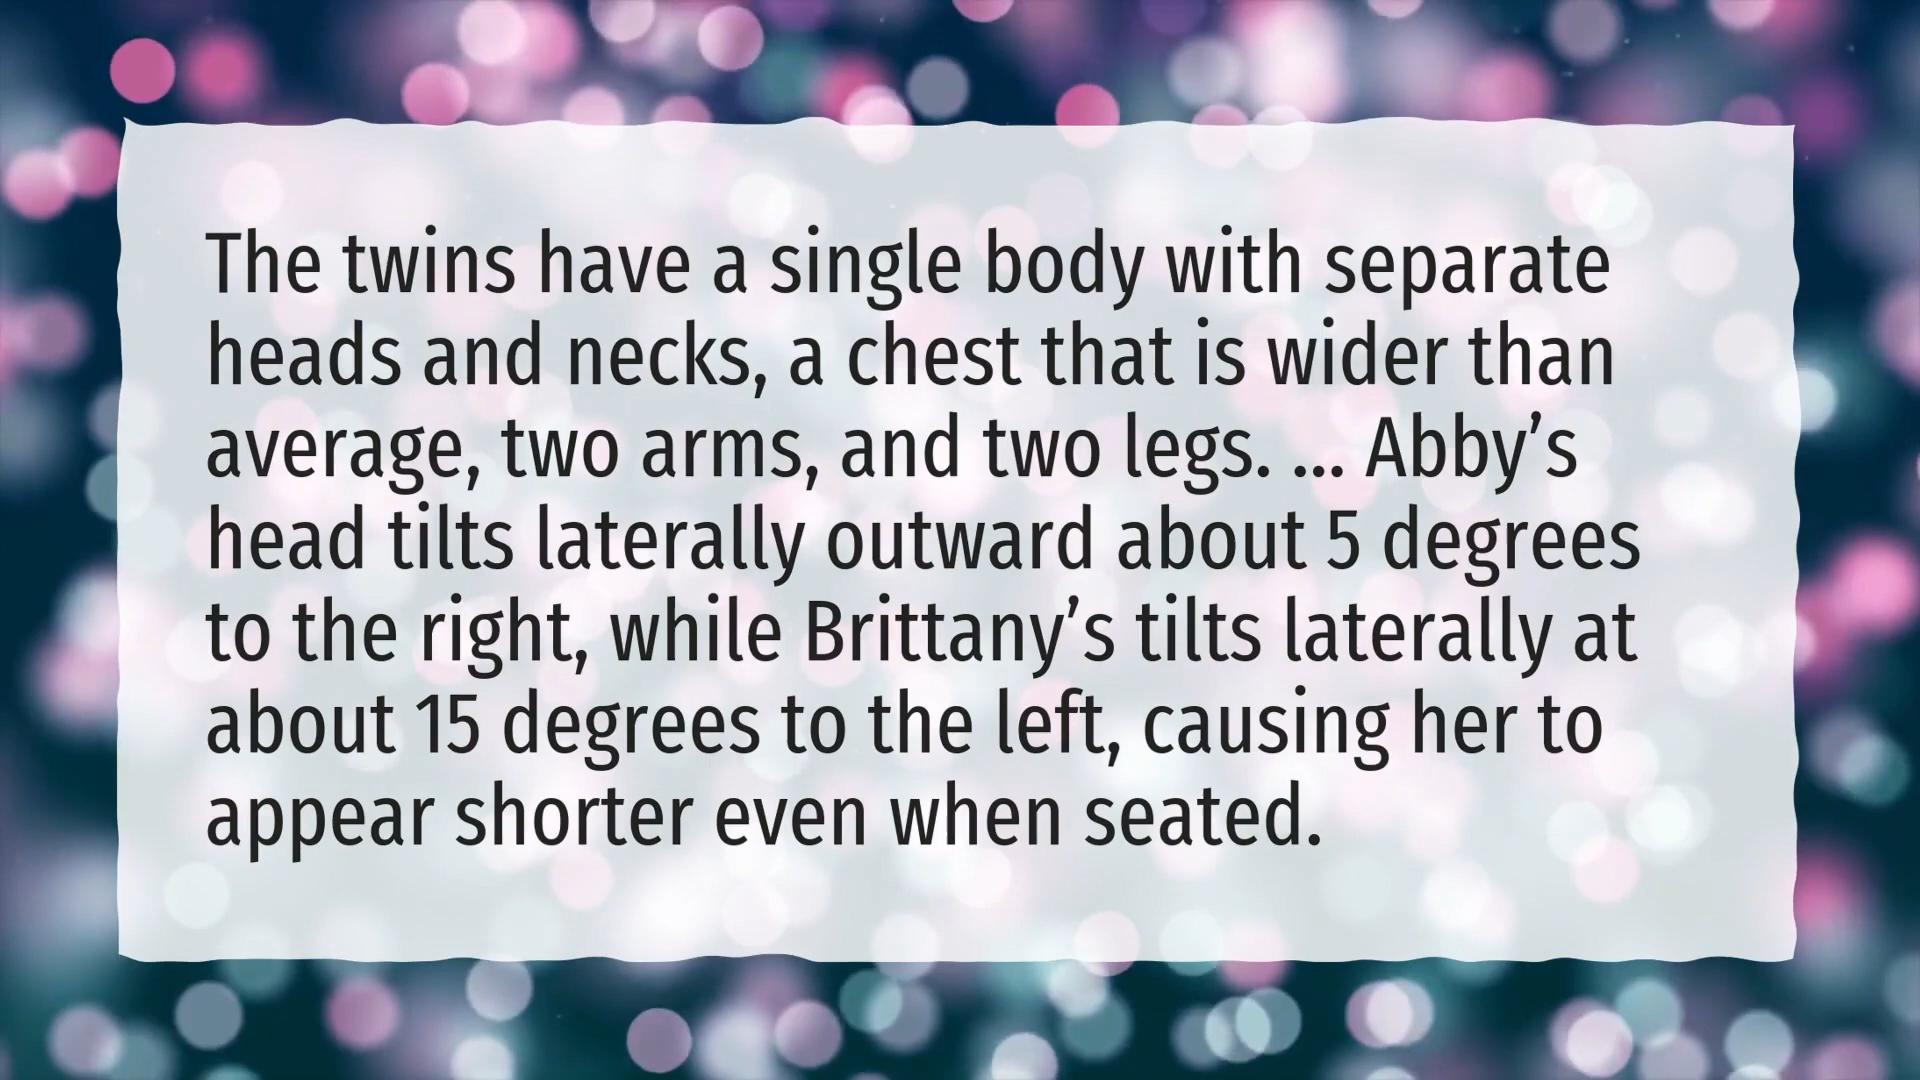 The twins have a single body with separate
heads and necks, a chest that is wider than
average, two arms, and two legs. ... Abby’s
head tilts laterally outward about 5 degrees
to the right, while Brittany’s tilts laterally at
about 15 degrees to the left, causing her to
appear shorter even when seated.